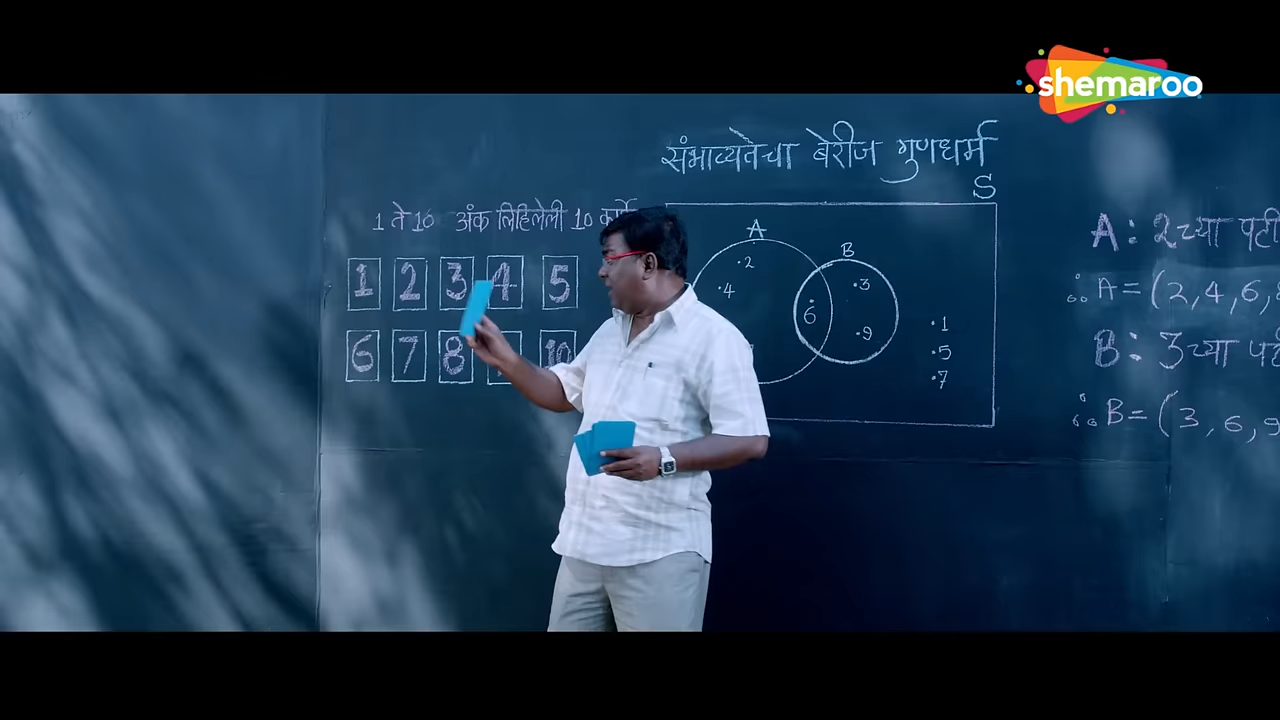 shemaroo
संभाव्यतेचा बेरीज गुणधर्म
S
1 ते 10 अंक लिहिलेली 10
1 2 3 4 5
6 7 8 10
A
B
.2
.4
6
.3
.9
.1
.5
.7
A: 2च्या
∴ A = (2, 4, 6,
B: 3च्या
∴ B = (3, 6, 9